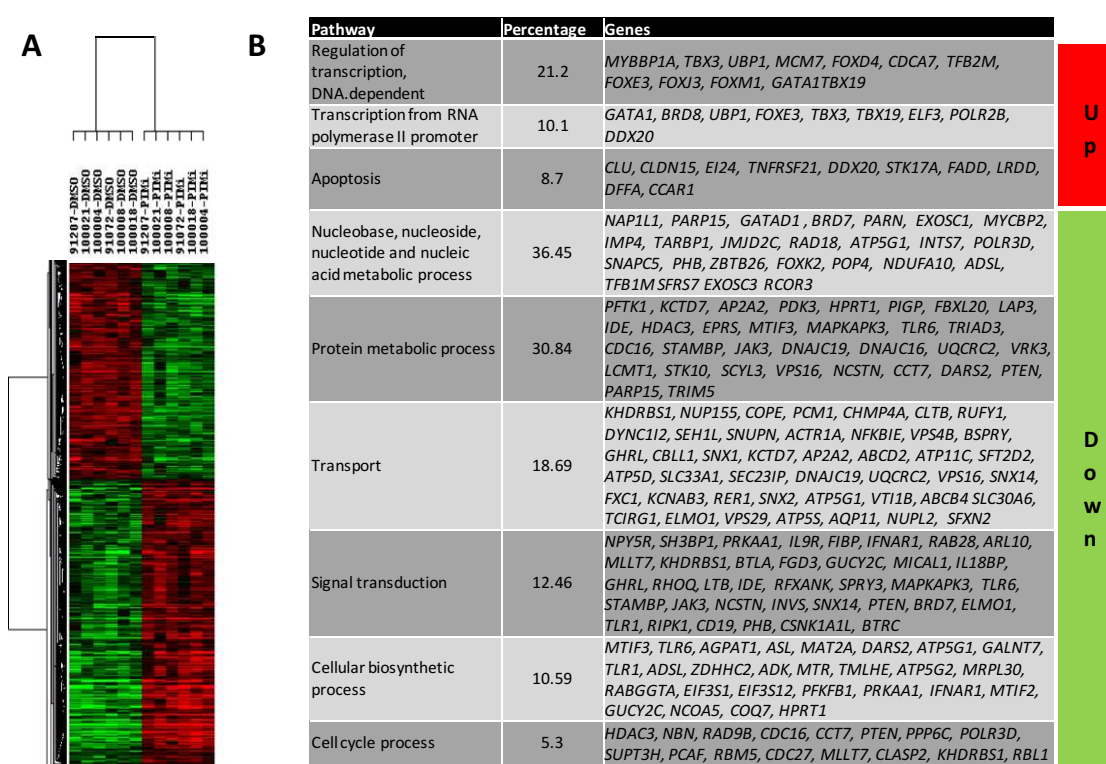 A
B
Pathway Percentage Genes
Regulation of
transcription,
DNA.dependent
21.2
MYBBP1A, TBX3, UBP1, MCM7, FOXD4, CDCA7, TFB2M,
FOXE3, FOXJ3, FOXM1, GATA1TBX19
Transcription from RNA
polymerase II promoter
10.1
GATA1, BRD8, UBP1, FOXE3, TBX3, TBX19, ELF3, POLR2B,
DDX20
Apoptosis
8.7
CLU, CLDN15, EI24, TNFRSF21, DDX20, STK17A, FADD, LRDD,
DFFA, CCAR1
Up
Nucleobase, nucleoside,
nucleotide and nucleic
acid metabolic process
36.45
NAP1L1, PARP15, GATAD1, BRD7, PARN, EXOSC1, MYCBP2,
IMP4, TARBP1, JMJD2C, RAD18, ATP5G1, INTS7, POLR3D,
SNAPC5, PHB, ZBTB26, FOXK2, POP4, NDUFA10, ADSL,
TFB1M SFRS7 EXOSC3 RCOR3
Protein metabolic process
30.84
PFTK1, KCTD7, AP2A2, PDK3, HPRT1, PIGP, FBXL20, LAP3,
IDE, HDAC3, EPRS, MTIF3, MAPKAPK3, TLR6, TRIAD3,
CDC16, STAMBP, JAK3, DNAJC19, DNAJC16, UQCRC2, VRK3,
LCMT1, STK10, SCYL3, VPS16, NCSTN, CCT7, DARS2, PTEN,
PARP15, TRIM5
Transport
18.69
KHDRBS1, NUP155, COPE, PCM1, CHMP4A, CLTB, RUFY1,
DYNC1I2, SEH1L, SNUPN, ACTR1A, NFKBIE, VPS4B, BSPRY,
GHRL, CBLL1, SNX1, KCTD7, AP2A2, ABCD2, ATP11C, SFT2D2,
ATP5D, SLC33A1, SEC23IP, DNAJC19, UQCRC2, VPS16, SNX14,
FXC1, KCNAB3, RER1, SNX2, ATP5G1, VTI1B, ABCB4 SLC30A6,
TCIRG1, ELMO1, VPS29, ATP5S, AQP11, NUPL2, SFXN2
Signal transduction
12.46
NPY5R, SH3BP1, PRKAA1, IL9R, FIBP, IFNAR1, RAB28, ARL10,
MLLT7, KHDRBS1, BTLA, FGD3, GUCY2C, MICAL1, IL18BP,
GHRL, RHOQ, LTB, IDE, RFXANK, SPRY3, MAPKAPK3, TLR6,
STAMBP, JAK3, NCSTN, INVS, SNX14, PTEN, BRD7, ELMO1,
TLR1, RIPK1, CD19, PHB, CSNK1A1L, BTRC
Cellular biosynthetic
process
10.59
MTIF3, TLR6, AGPAT1, ASL, MAT2A, DARS2, ATP5G1, GALNT7,
TLR1, ADSL, ZDHHC2, ADK, MTR, TMLHE, ATP5G2, MRPL30,
RABGGTA, EIF3S1, EIF3S12, PFKFB1, PRKAA1, IFNAR1, MTIF2,
GUCY2C, NCOA5, COQ7, HPRT1
Cell cycle process
5.3
HDAC3, NBN, RAD9B, CDC16, CCT7, PTEN, PPP6C, POLR3D,
SUPT3H, PCAF, RBM5, CDC27, MLLT7, CLASP2, KHDRBS1, RBL1
Down
91207-DMSO
100021-DMSO
100004-DMSO
91072-DMSO
100008-DMSO
100018-DMSO
91207-PIMi
100021-PIMi
100008-PIMi
91072-PIMi
100018-PIMi
100004-PIMi